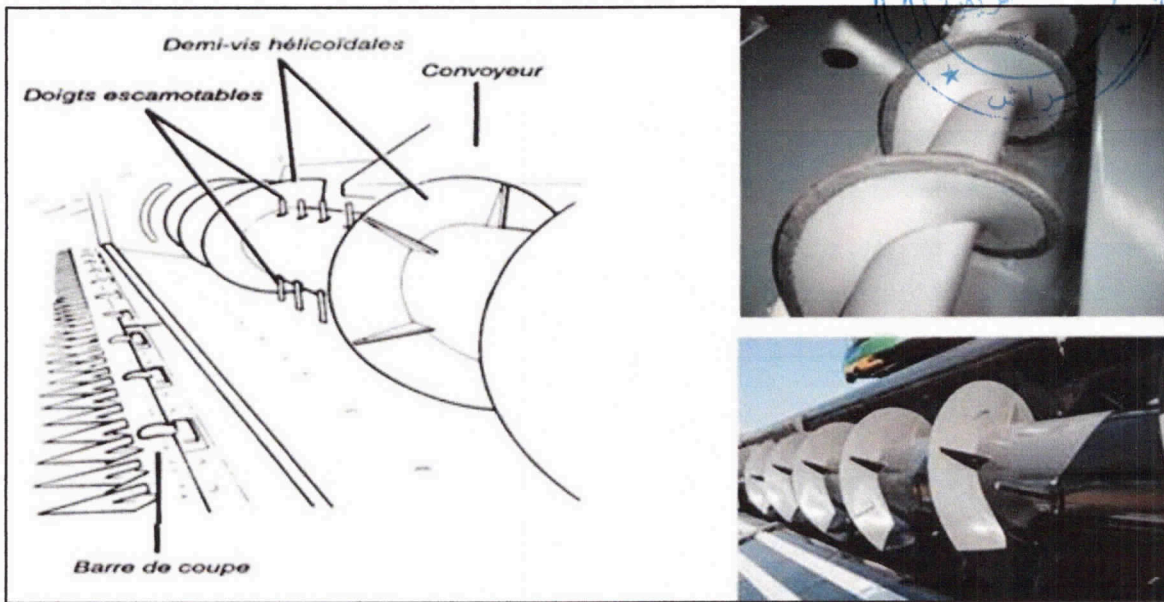 Demi-vis hélicoïdales
Convoyeur
Doigts escamotables
Barre de coupe